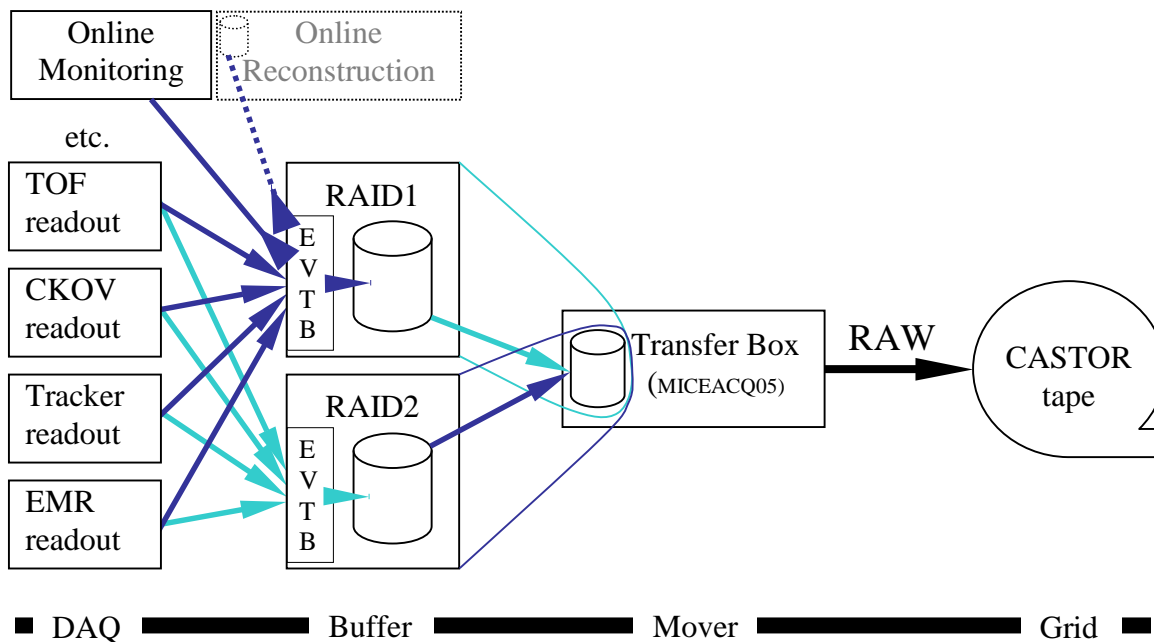 Online
Monitoring
Online
Reconstruction
etc.
TOF
readout
CKOV
readout
Tracker
readout
EMR
readout
RAID1
E
V
T
B
RAID2
E
V
T
B
Transfer Box
(MICEACQ05)
RAW
CASTOR
tape
DAQ Buffer Mover Grid